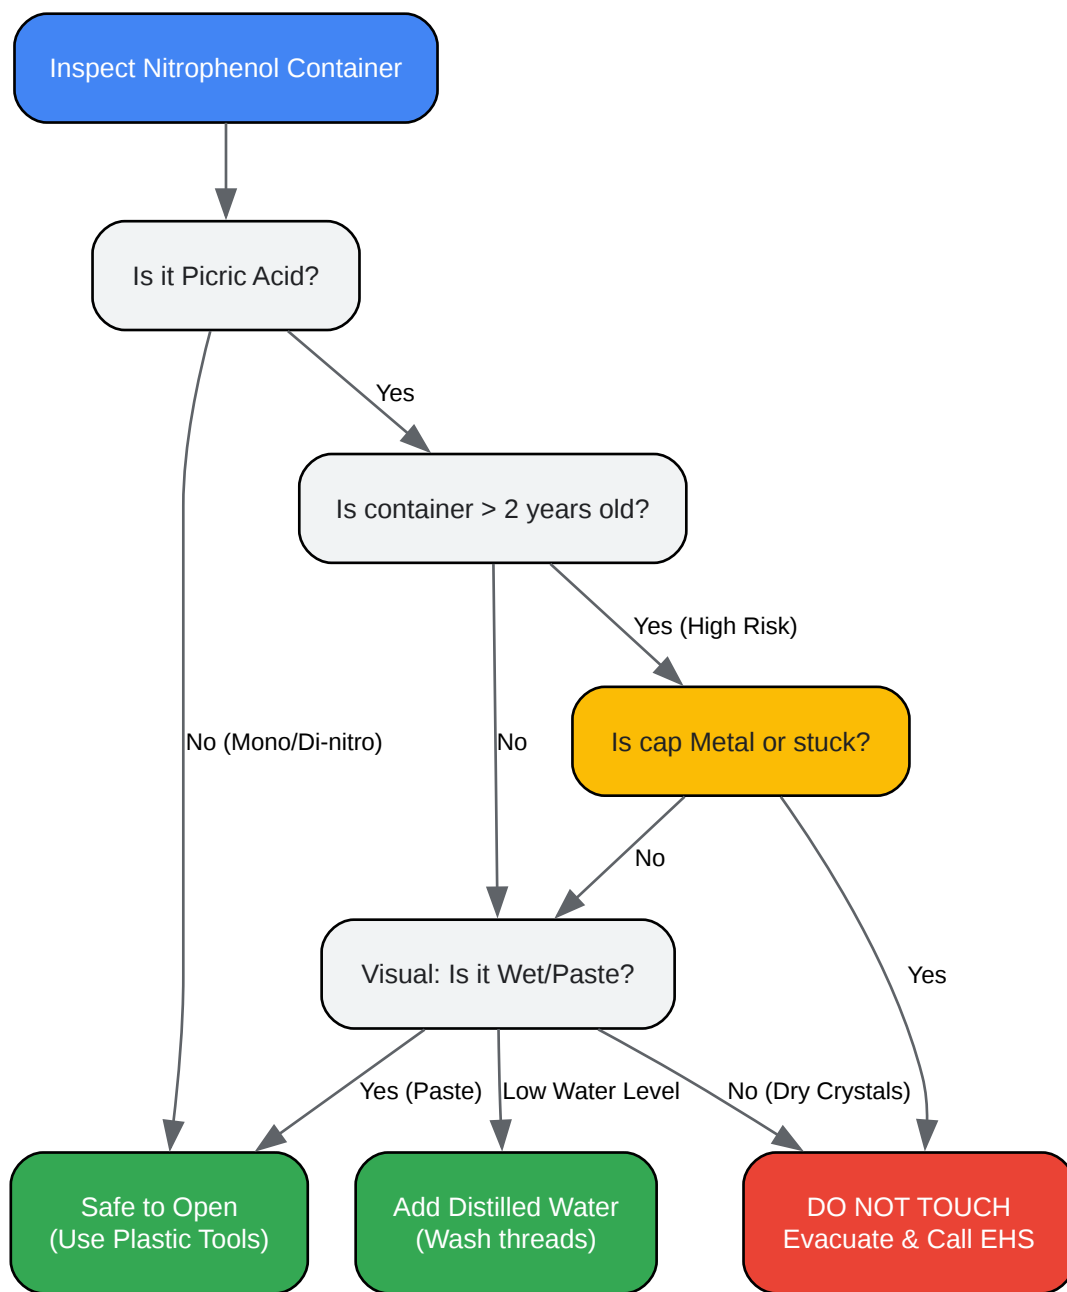 Inspect Nitrophenol Container
Is it Picric Acid?
Yes
Is container > 2 years old?
Yes (High Risk)
No (Mono/Di-nitro)
No
Is cap Metal or stuck?
No
Visual: Is it Wet/Paste?
Yes
Yes (Paste)
Low Water Level
No (Dry Crystals)
Safe to Open
(Use Plastic Tools)
Add Distilled Water
(Wash threads)
DO NOT TOUCH
Evacuate & Call EHS